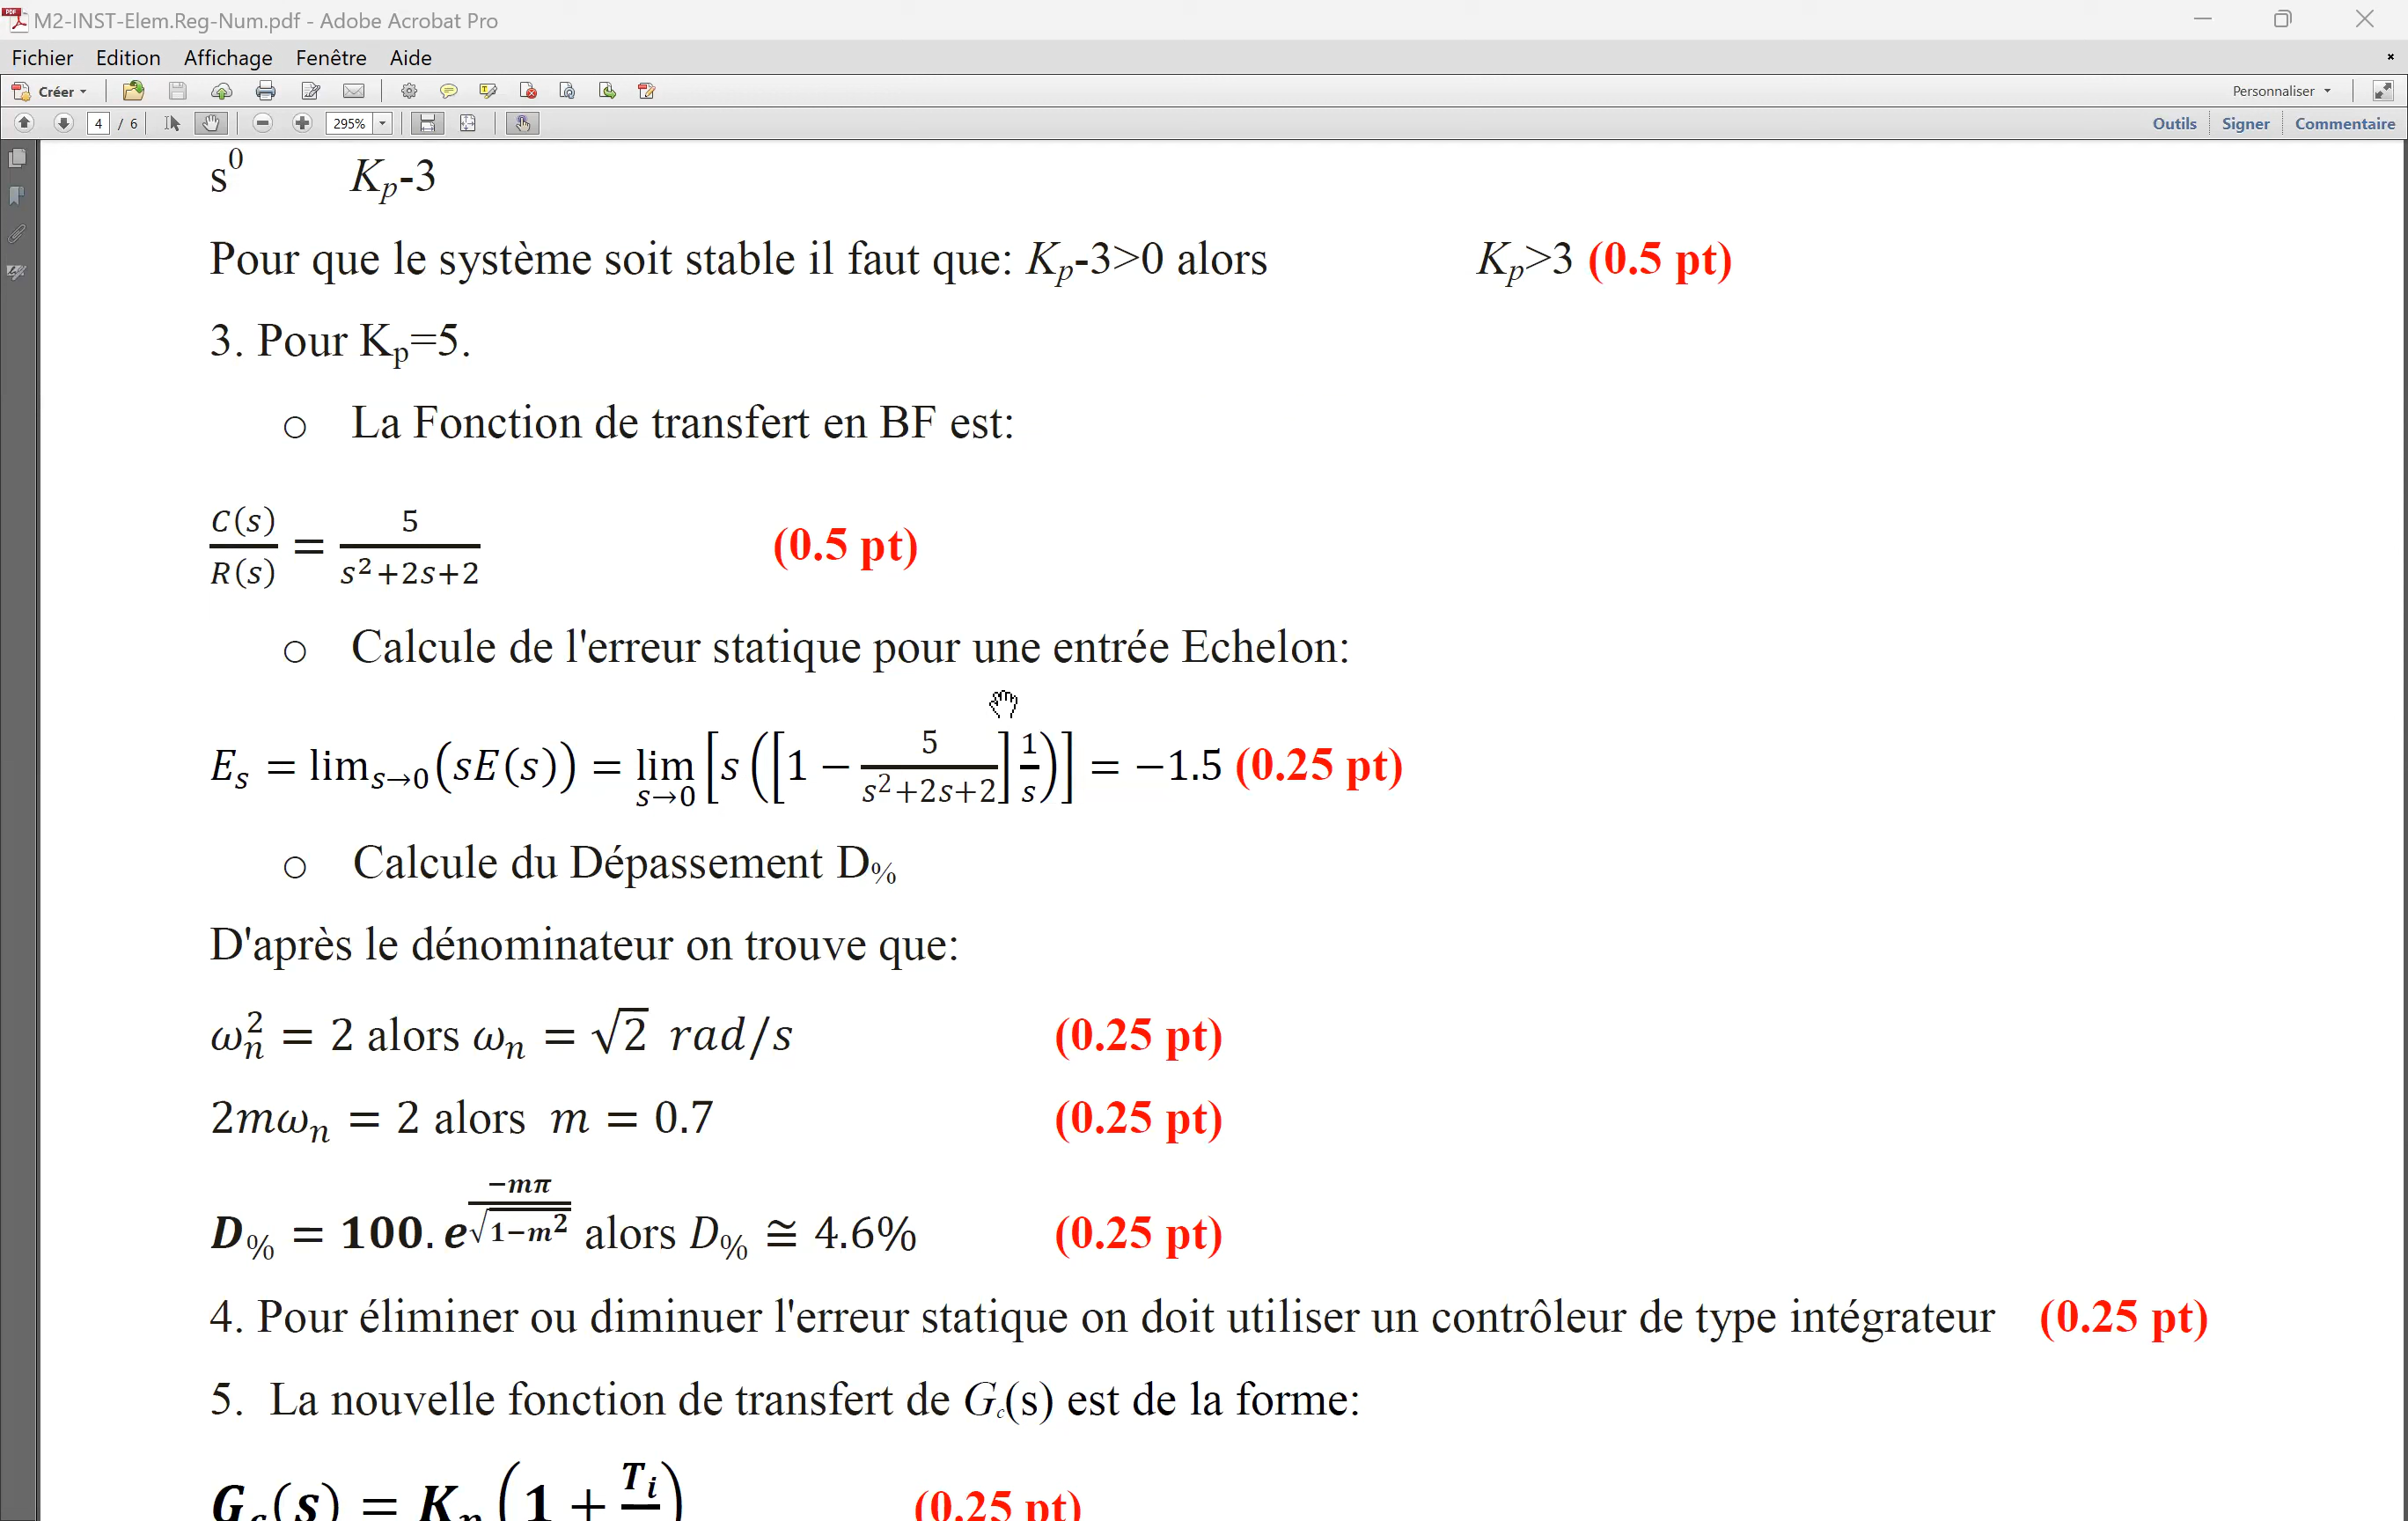 M2-INST-Elem.Reg-Num.pdf - Adobe Acrobat Pro
Fichier Edition Affichage Fenêtre Aide
Créer Personnaliser
4 / 6 295% Outils Signer Commentaire
s⁰ Kₚ-3
Pour que le système soit stable il faut que: Kₚ-3>0 alors Kₚ>3 (0.5 pt)
3. Pour Kₚ=5.
o La Fonction de transfert en BF est:
C(s)/R(s) = 5/(s²+2s+2) (0.5 pt)
o Calcule de l'erreur statique pour une entrée Echelon:
Eₛ = limₛ→₀(sE(s)) = lim s→0 [s([1 − 5/(s²+2s+2)] 1/s)] = −1.5 (0.25 pt)
o Calcule du Dépassement D%
D'après le dénominateur on trouve que:
ωₙ² = 2 alors ωₙ = √2 rad/s (0.25 pt)
2mωₙ = 2 alors m = 0.7 (0.25 pt)
D% = 100. e^(−mπ/√(1−m²)) alors D% ≅ 4.6% (0.25 pt)
4. Pour éliminer ou diminuer l'erreur statique on doit utiliser un contrôleur de type intégrateur (0.25 pt)
5. La nouvelle fonction de transfert de G꜀(s) est de la forme:
G꜀(s) = Kₚ (1 + Tᵢ (0.25 pt)